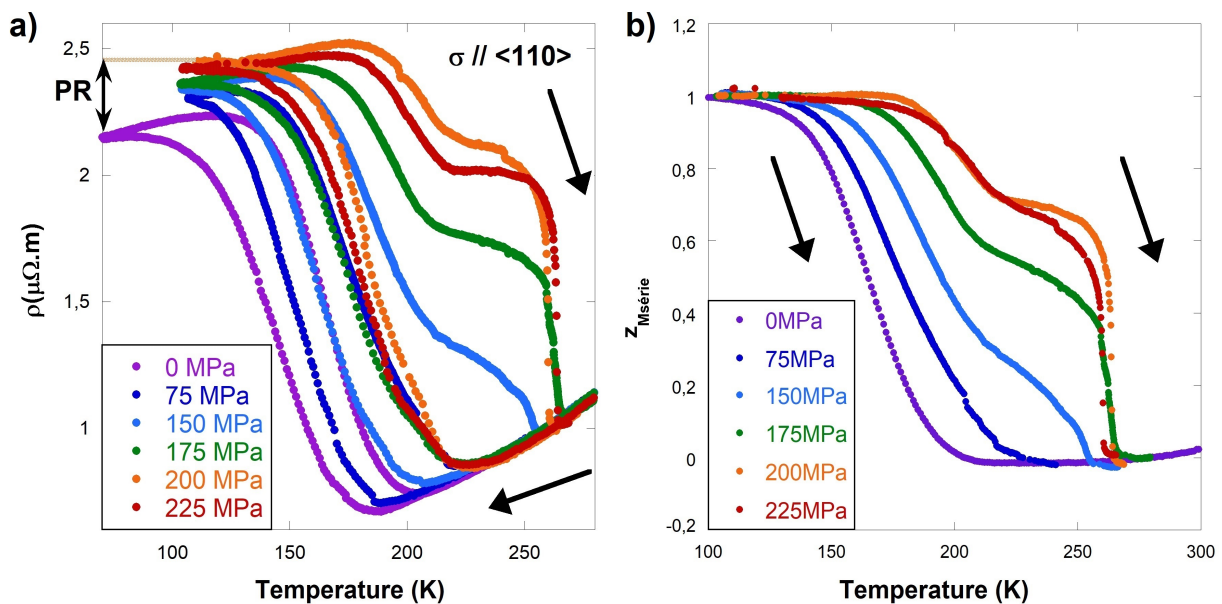 a)
σ // <110>
PR
2,5
2
1,5
1
ρ(μΩ.m)
0 MPa
75 MPa
150 MPa
175 MPa
200 MPa
225 MPa
100
150
200
250
Temperature (K)
b)
1,2
1
0,8
0,6
0,4
0,2
0
-0,2
z Msérie
0MPa
75MPa
150MPa
175MPa
200MPa
225MPa
100
150
200
250
300
Temperature (K)